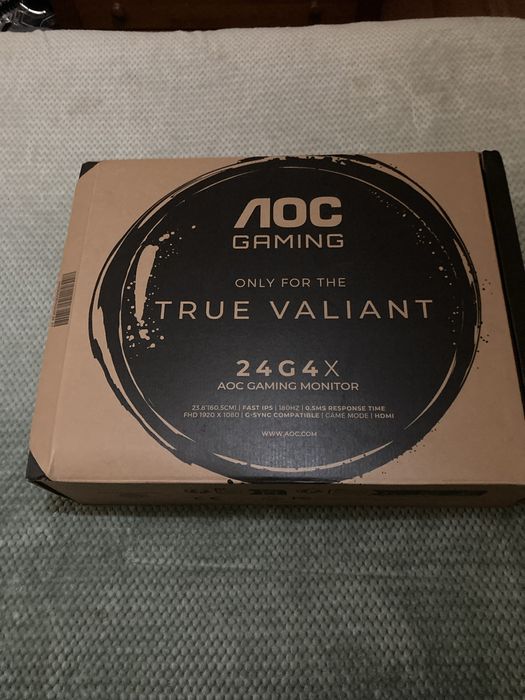 AOC
GAMING
ONLY FOR THE
TRUE VALIANT
24G4X
AOC GAMING MONITOR
23.8"(60.5CM) | FAST IPS | 180HZ | 0.5MS RESPONSE TIME
FHD 1920 X 1080 | G-SYNC COMPATIBLE | GAME MODE | HDMI
WWW.AOC.COM